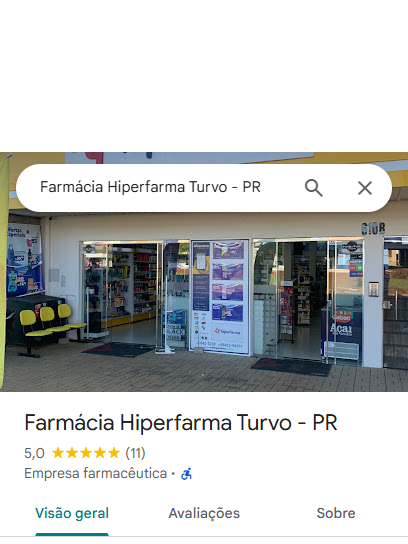 Farmácia Hiperfarma Turvo - PR
610B
hiperfarma
Açaí
Farmácia Hiperfarma Turvo - PR
5,0 ★★★★★ (11)
Empresa farmacêutica ·
Visão geral
Avaliações
Sobre